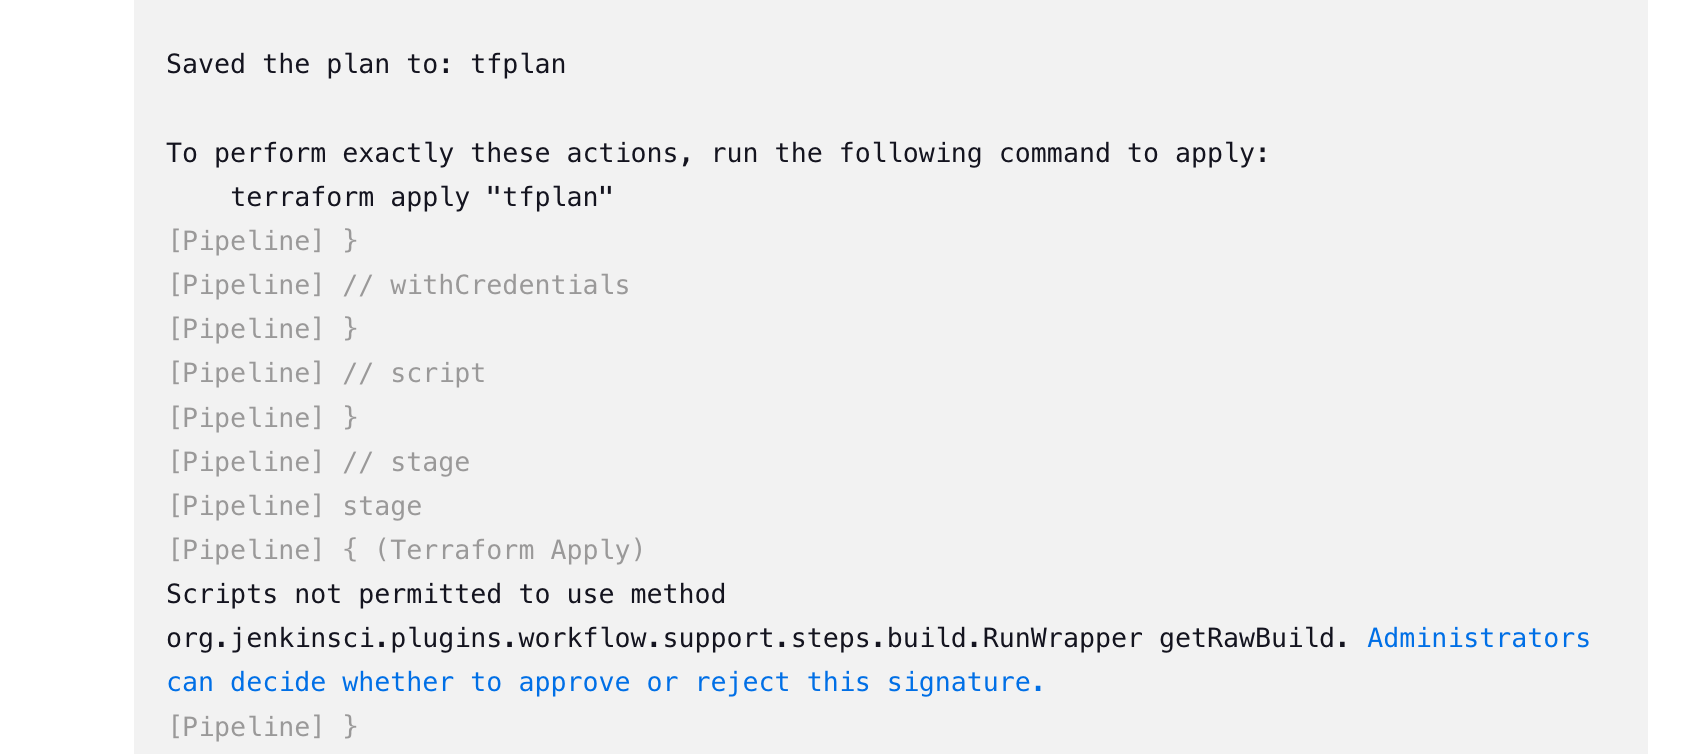 Saved the plan to: tfplan
To perform exactly these actions, run the following command to apply:
    terraform apply "tfplan"
[Pipeline] }
[Pipeline] // withCredentials
[Pipeline] }
[Pipeline] // script
[Pipeline] }
[Pipeline] // stage
[Pipeline] stage
[Pipeline] { (Terraform Apply)
Scripts not permitted to use method
org.jenkinsci.plugins.workflow.support.steps.build.RunWrapper getRawBuild. Administrators
can decide whether to approve or reject this signature.
[Pipeline] }